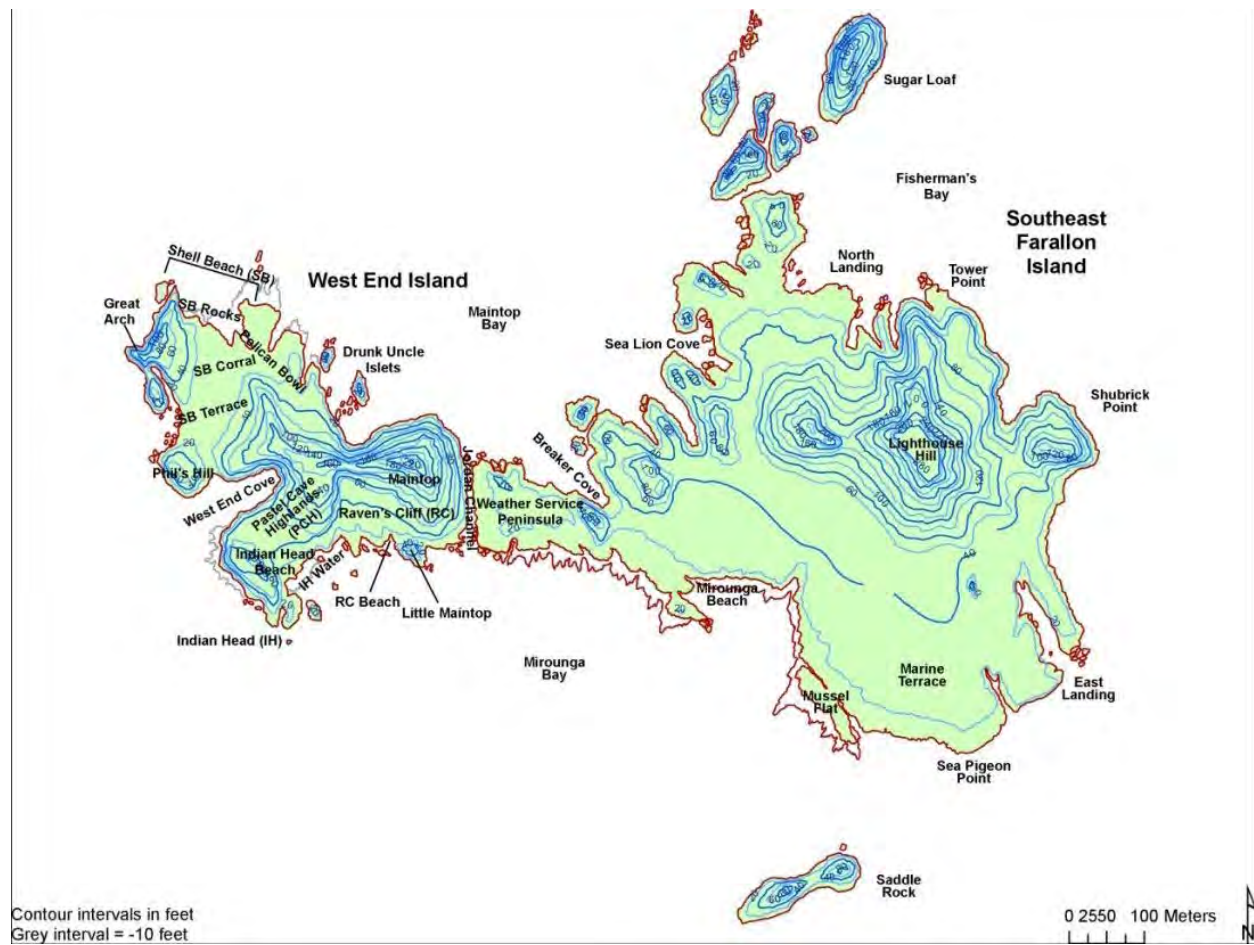 Sugar Loaf
Fisherman's
Bay
Southeast
Farallon
Island
Shell Beach (SB)
West End Island
North
Landing
Tower
Point
Great
Arch
SB Rocks
Maintop
Bay
Pelican Bowl
Drunk Uncle
Islets
Sea Lion Cove
SB Corral
SB Terrace
Shubrick
Point
Lighthouse
Hill
Breaker Cove
Phil's Hill
Maintop
Jordan Channel
West End Cove
Pastel Cave
Highlands
(PCH)
Raven's Cliff (RC)
Weather Service
Peninsula
Indian Head
Beach
IH Water
RC Beach
Little Maintop
Mirounga
Beach
Indian Head (IH)
Mirounga
Bay
Marine
Terrace
Mussel
Flat
East
Landing
Sea Pigeon
Point
Saddle
Rock
Contour intervals in feet
Grey interval = -10 feet
0 2550 100 Meters
N